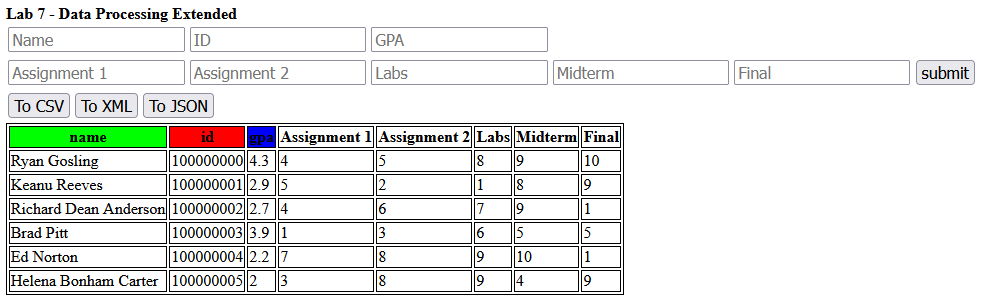 Lab 7 - Data Processing Extended
Name ID GPA
Assignment 1 Assignment 2 Labs Midterm Final submit
To CSV To XML To JSON
name id gpa Assignment 1 Assignment 2 Labs Midterm Final
Ryan Gosling 100000000 4.3 4 5 8 9 10
Keanu Reeves 100000001 2.9 5 2 1 8 9
Richard Dean Anderson 100000002 2.7 4 6 7 9 1
Brad Pitt 100000003 3.9 1 3 6 5 5
Ed Norton 100000004 2.2 7 8 9 10 1
Helena Bonham Carter 100000005 2 3 8 9 4 9